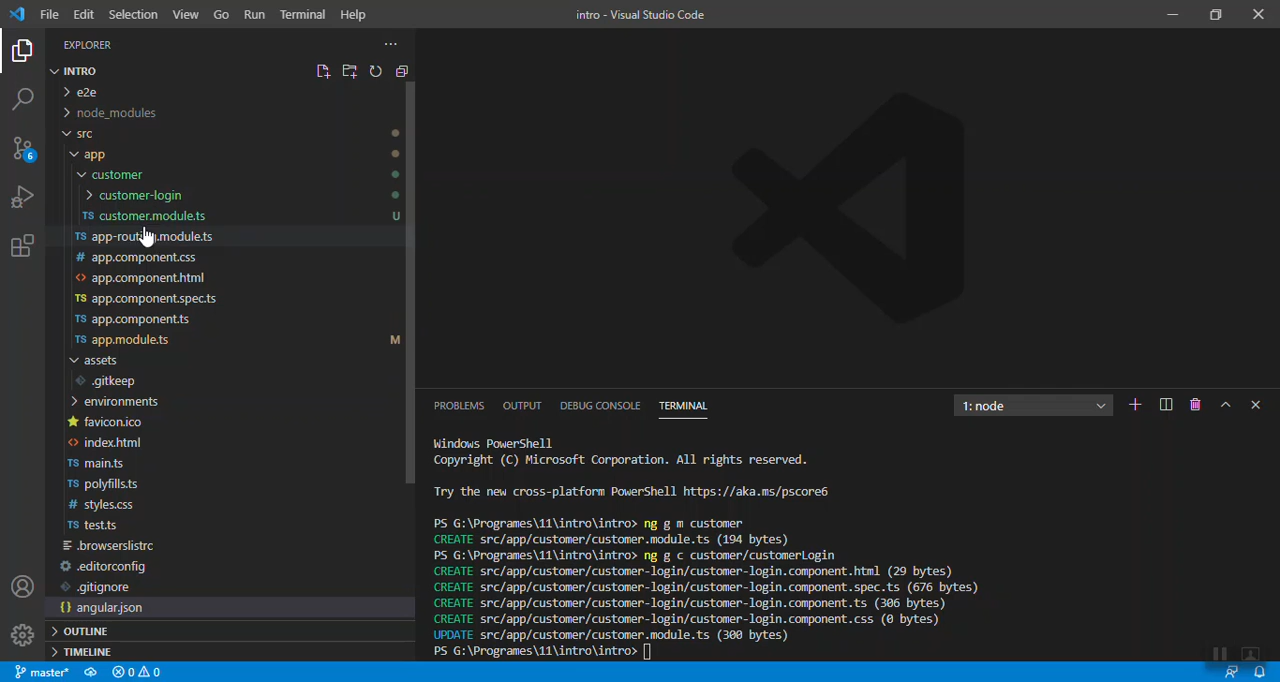 File Edit Selection View Go Run Terminal Help
intro - Visual Studio Code
EXPLORER
INTRO
e2e
node_modules
src
app
customer
customer-login
TS customer.module.ts U
TS app-routing.module.ts
# app.component.css
<> app.component.html
TS app.component.spec.ts
TS app.component.ts
TS app.module.ts M
assets
.gitkeep
environments
favicon.ico
<> index.html
TS main.ts
TS polyfills.ts
# styles.css
TS test.ts
.browserslistrc
.editorconfig
.gitignore
{} angular.json
OUTLINE
TIMELINE
6
PROBLEMS OUTPUT DEBUG CONSOLE TERMINAL
1: node
Windows PowerShell
Copyright (C) Microsoft Corporation. All rights reserved.
Try the new cross-platform PowerShell https://aka.ms/pscore6
PS G:\Programes\11\intro\intro> ng g m customer
CREATE src/app/customer/customer.module.ts (194 bytes)
PS G:\Programes\11\intro\intro> ng g c customer/customerLogin
CREATE src/app/customer/customer-login/customer-login.component.html (29 bytes)
CREATE src/app/customer/customer-login/customer-login.component.spec.ts (676 bytes)
CREATE src/app/customer/customer-login/customer-login.component.ts (306 bytes)
CREATE src/app/customer/customer-login/customer-login.component.css (0 bytes)
UPDATE src/app/customer/customer.module.ts (300 bytes)
PS G:\Programes\11\intro\intro>
master* 0 0